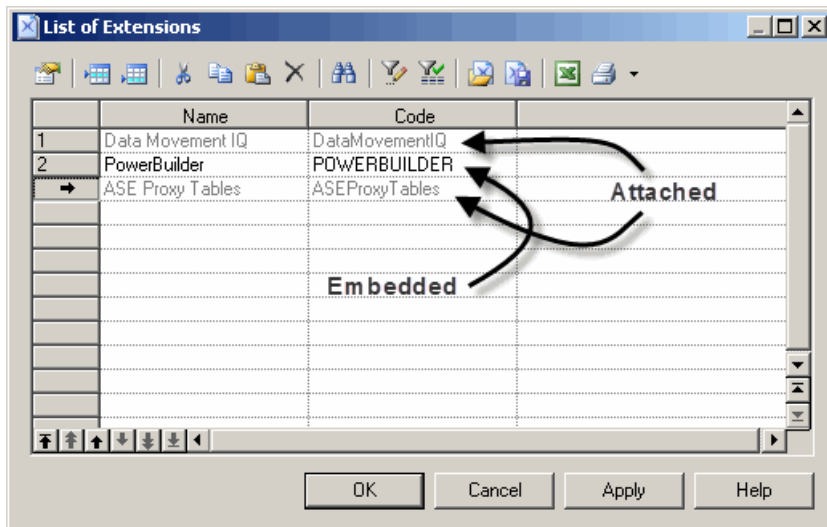 List of Extensions
Name Code
1 Data Movement IQ DataMovementIQ
2 PowerBuilder POWERBUILDER
ASE Proxy Tables ASEProxyTables
Attached
Embedded
OK Cancel Apply Help